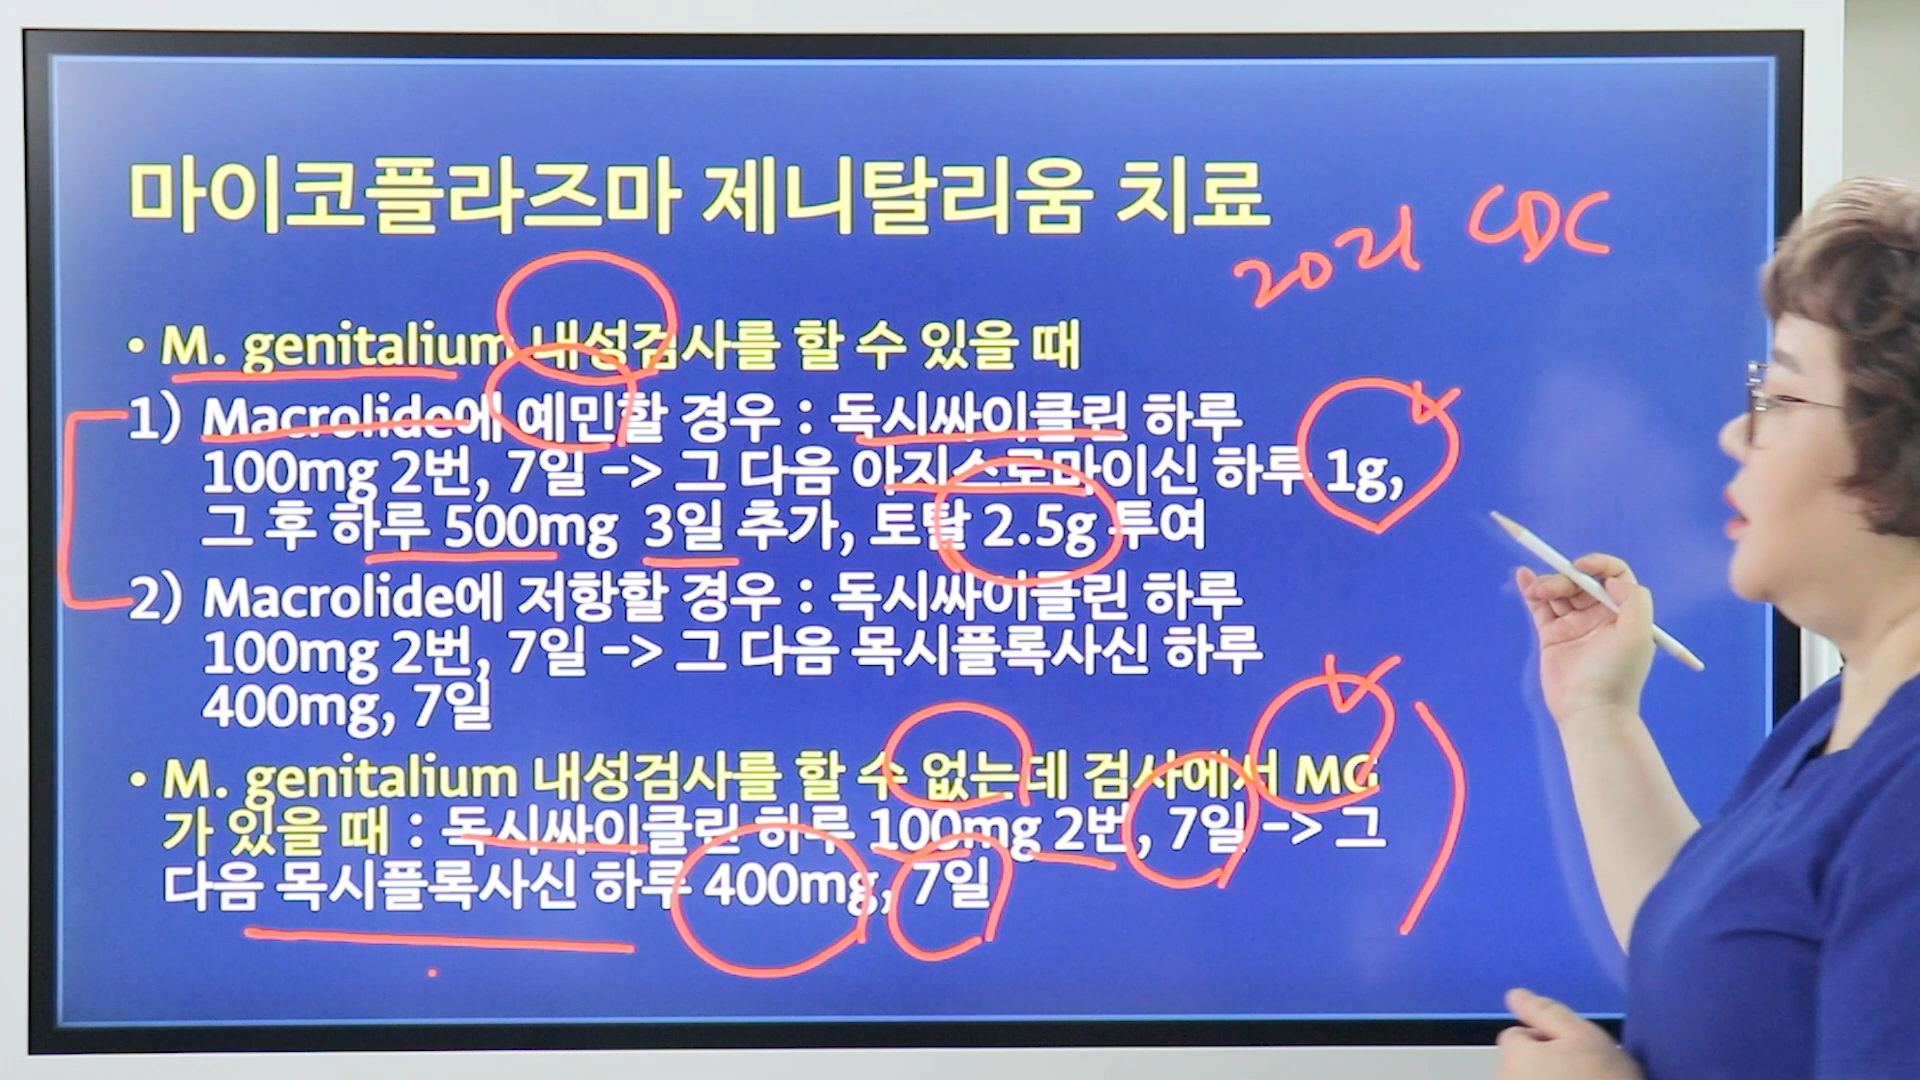 마이코플라즈마 제니탈리움 치료
2021 CDC
• M. genitalium 내성검사를 할 수 있을 때
1) Macrolide에 예민할 경우 : 독시싸이클린 하루
100mg 2번, 7일 -> 그 다음 아지스로마이신 하루 1g,
그 후 하루 500mg 3일 추가, 토탈 2.5g 투여
2) Macrolide에 저항할 경우 : 독시싸이클린 하루
100mg 2번, 7일 -> 그 다음 목시플록사신 하루
400mg, 7일
• M. genitalium 내성검사를 할 수 없는데 검사에서 MG
가 있을 때 : 독시싸이클린 하루 100mg 2번, 7일 -> 그
다음 목시플록사신 하루 400mg, 7일